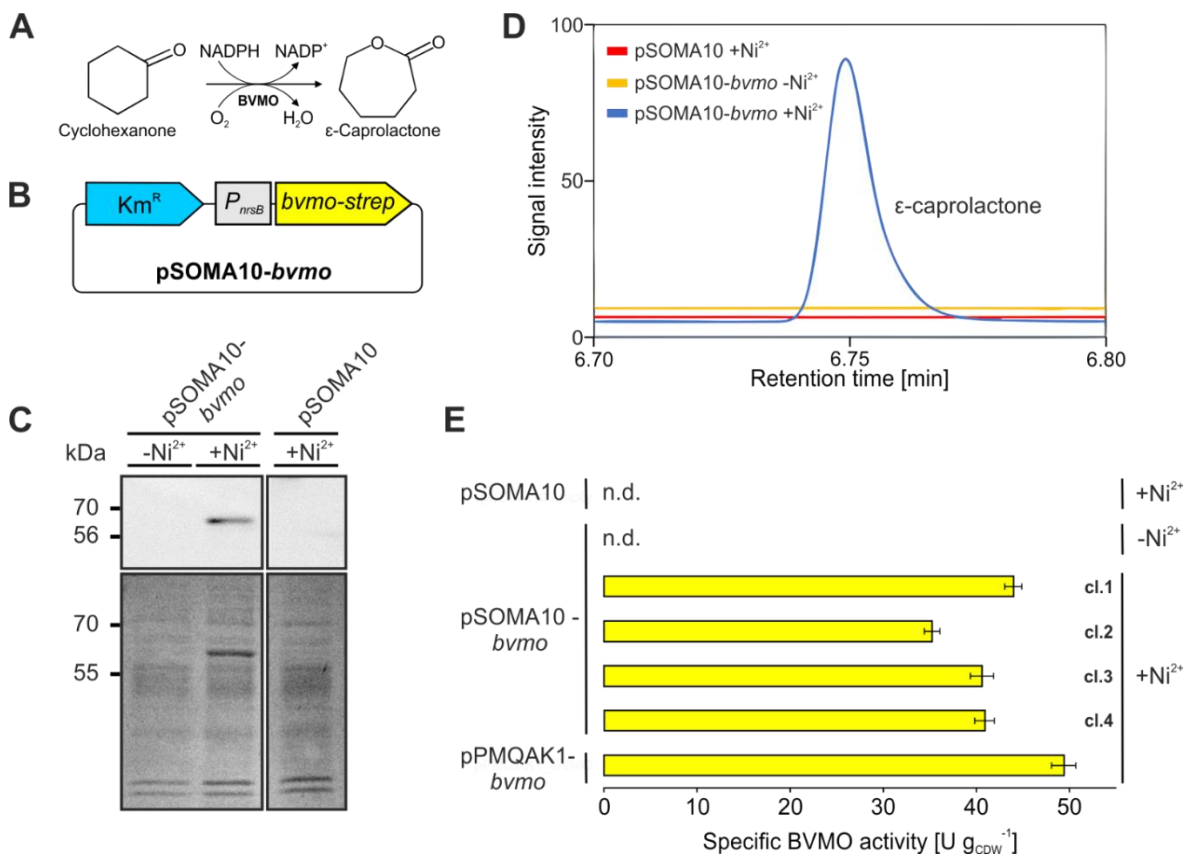 A
NADPH NADP⁺
BVMO
O₂ H₂O
Cyclohexanone ε-Caprolactone
B
Kmᴿ PnrsB bvmo-strep
pSOMA10-bvmo
C
pSOMA10-
bvmo
pSOMA10
kDa -Ni²⁺ +Ni²⁺ +Ni²⁺
70
56
70
55
D
100
50
0
Signal intensity
pSOMA10 +Ni²⁺
pSOMA10-bvmo -Ni²⁺
pSOMA10-bvmo +Ni²⁺
ε-caprolactone
6.70 6.75 6.80
Retention time [min]
E
pSOMA10 n.d. +Ni²⁺
n.d. -Ni²⁺
pSOMA10 -
bvmo
cl.1
cl.2
cl.3
cl.4
+Ni²⁺
pPMQAK1-
bvmo
0 10 20 30 40 50
Specific BVMO activity [U gCDW⁻¹]